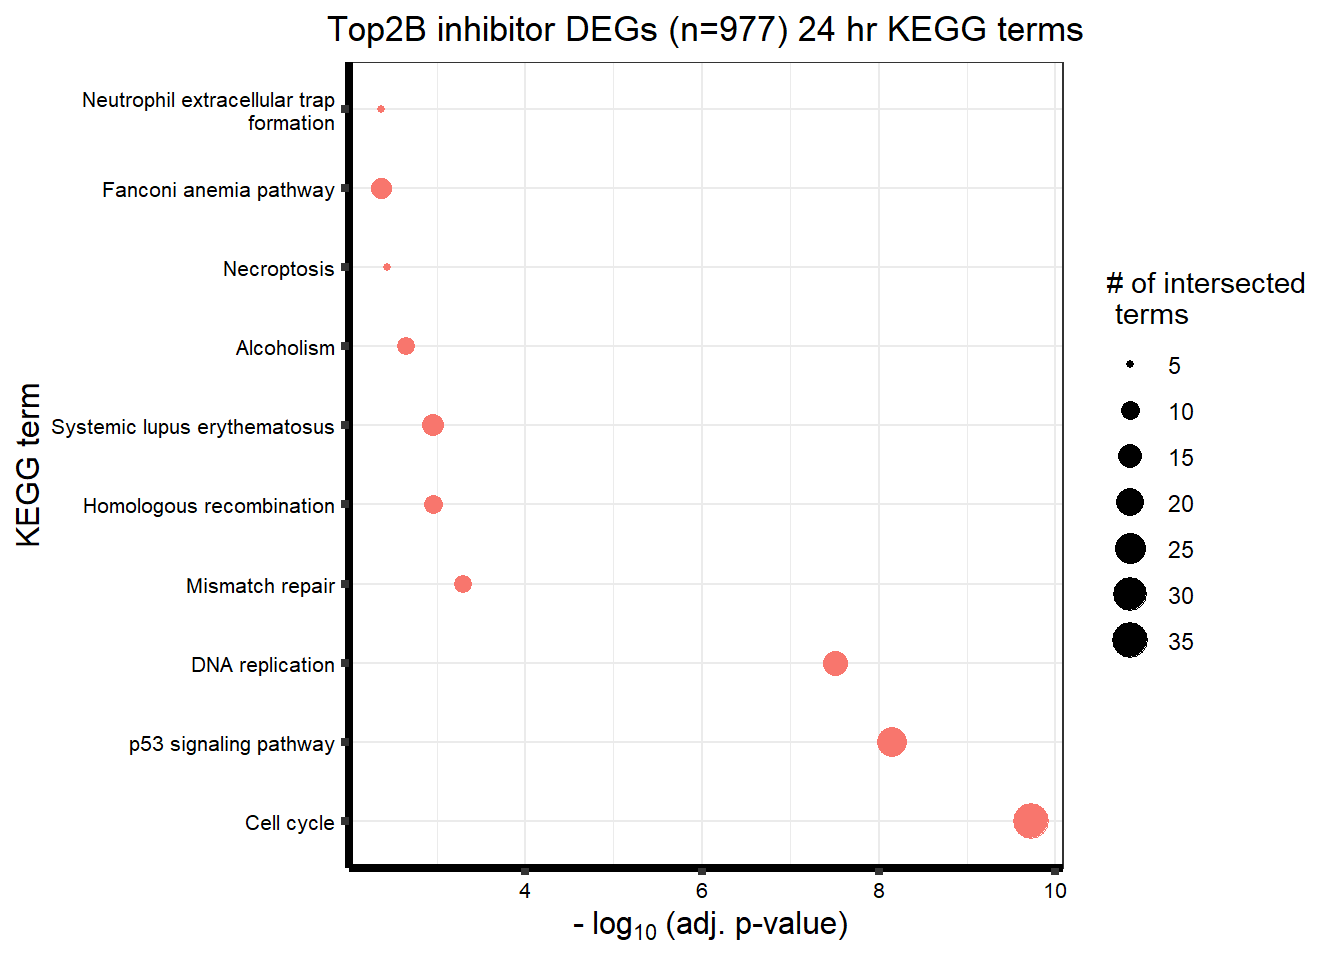 Top2B inhibitor DEGs (n=977) 24 hr KEGG terms
Neutrophil extracellular trap
formation
Fanconi anemia pathway
Necroptosis
Alcoholism
Systemic lupus erythematosus
Homologous recombination
Mismatch repair
DNA replication
p53 signaling pathway
Cell cycle
KEGG term
4 6 8 10
- log10 (adj. p-value)
# of intersected
terms
5
10
15
20
25
30
35